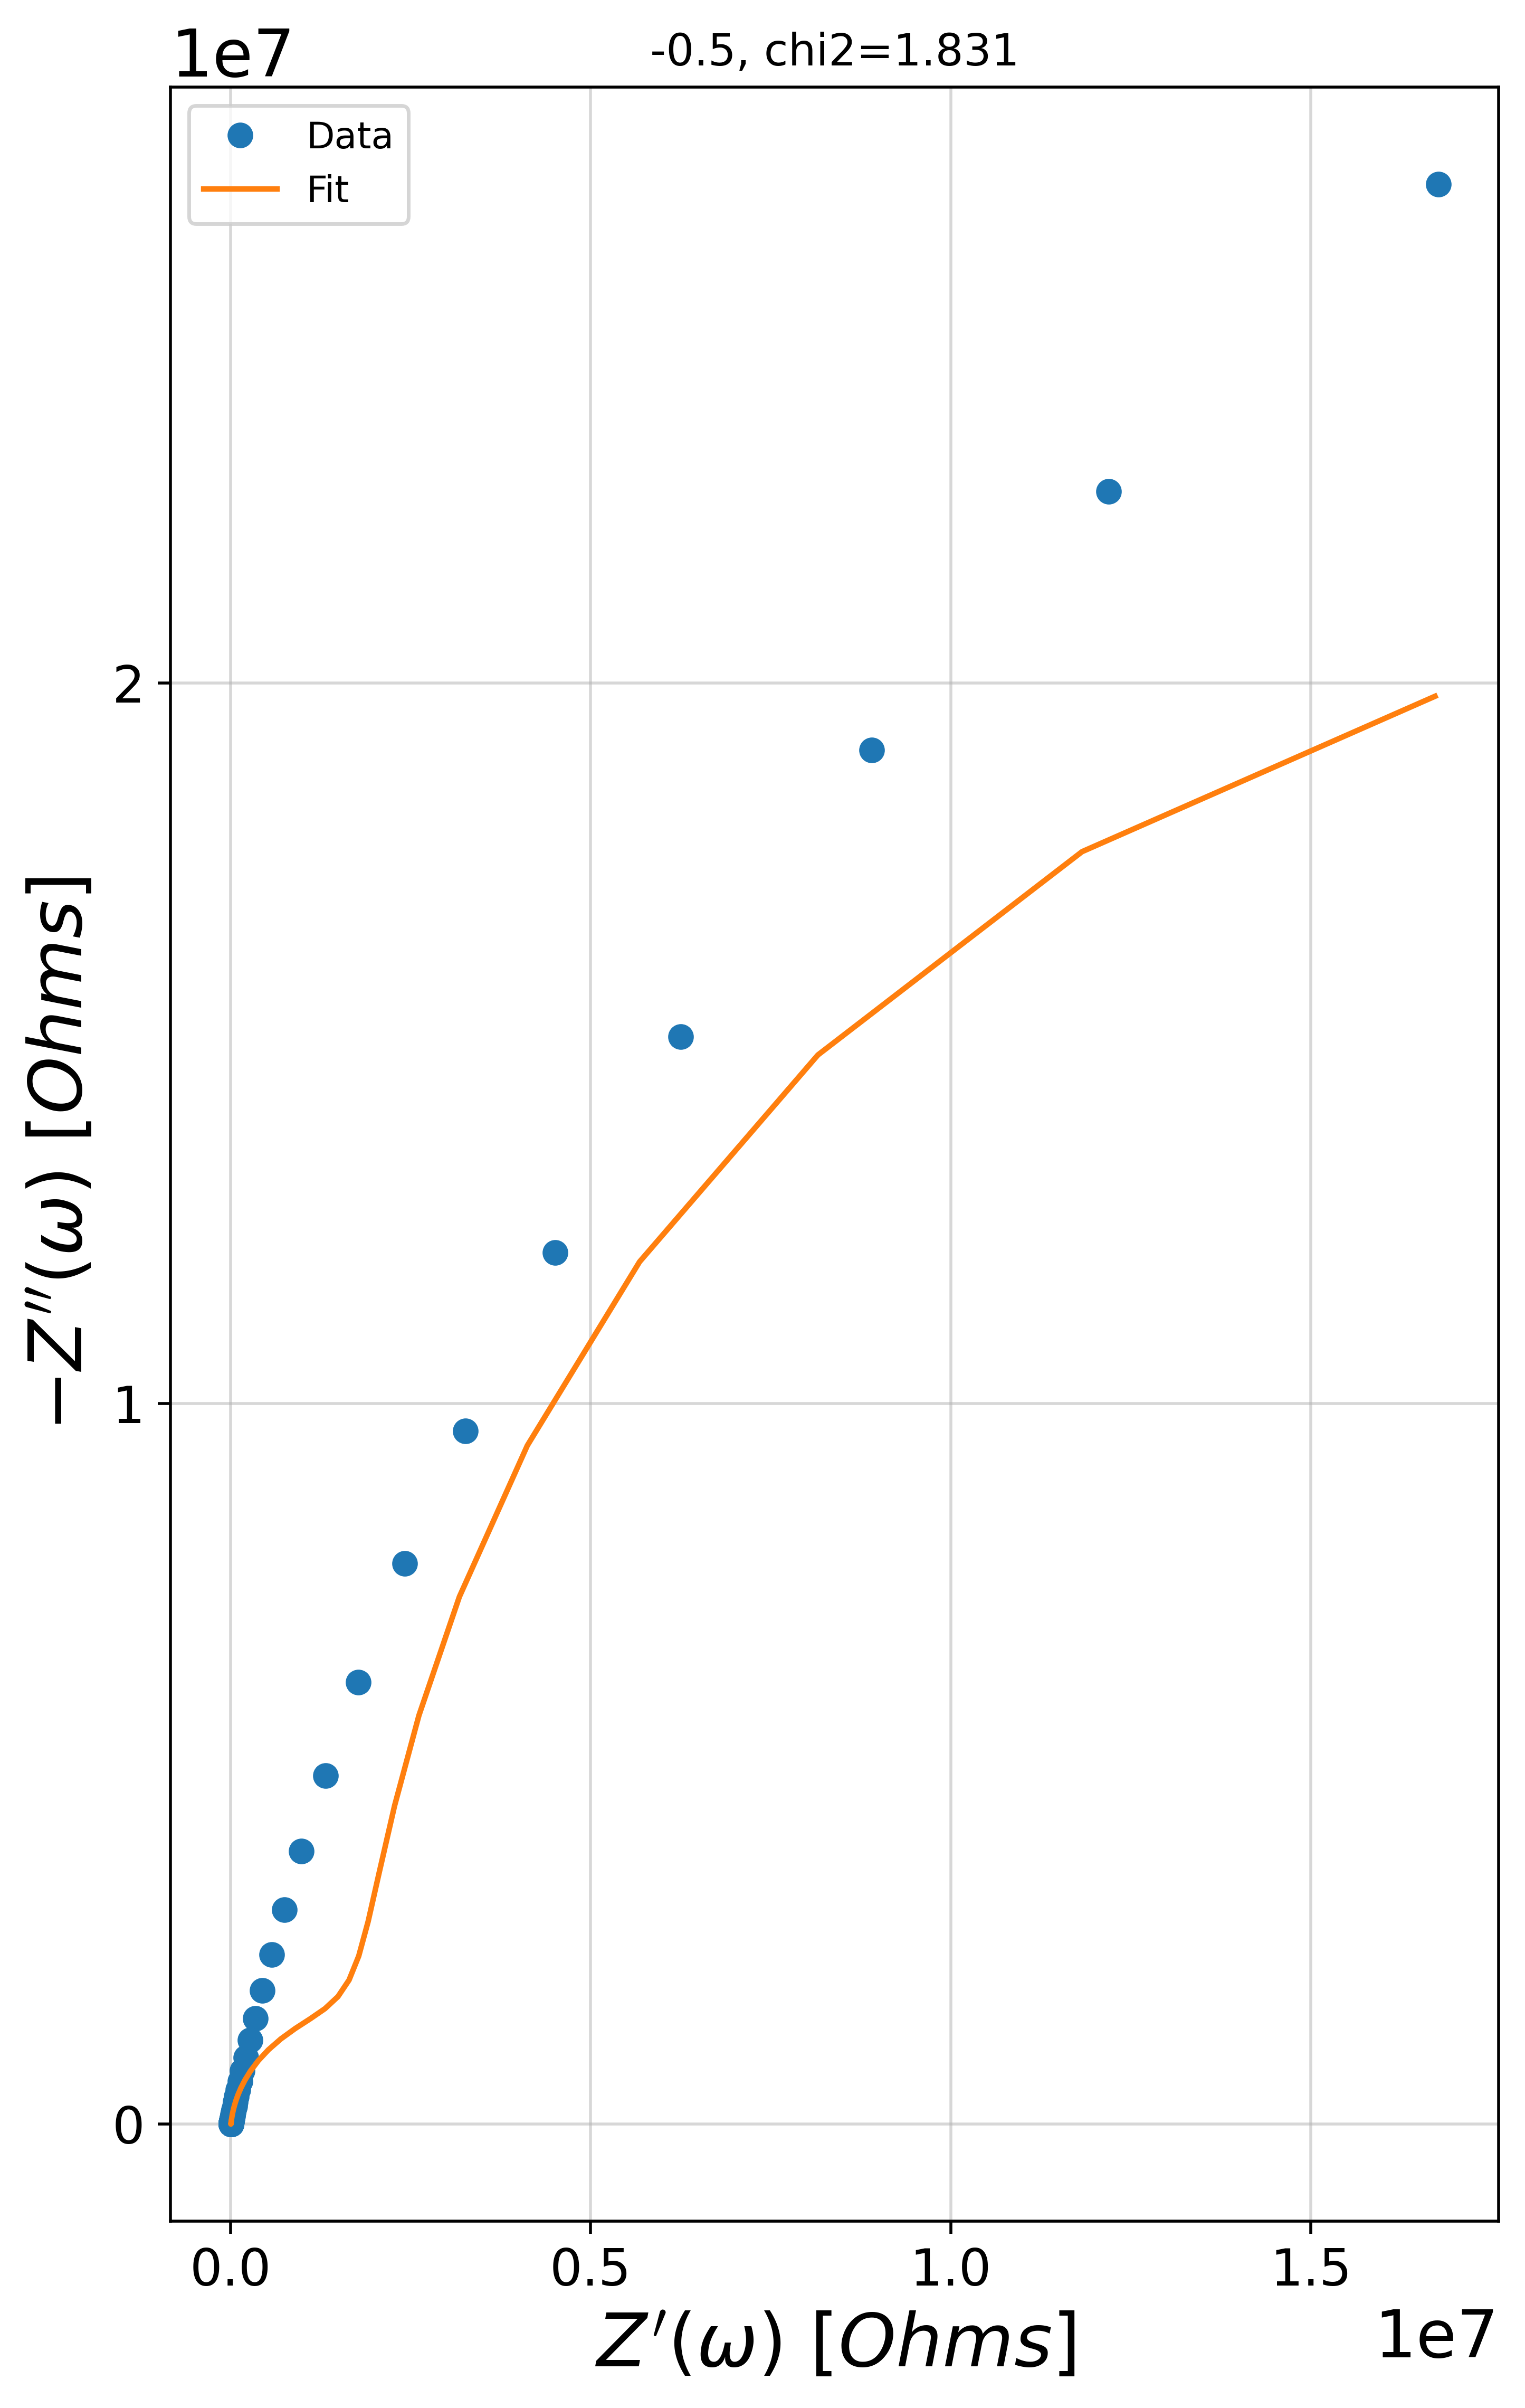 1e7
-0.5, chi2=1.831
Data
Fit
−Z″(ω) [Ohms]
2
1
0
0.0
0.5
1.0
1.5
Z′(ω) [Ohms]
1e7